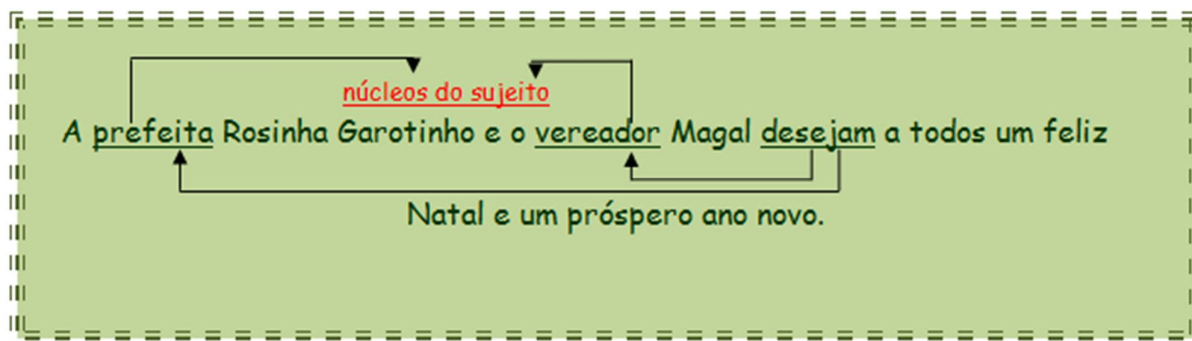 núcleos do sujeito
A prefeita Rosinha Garotinho e o vereador Magal desejam a todos um feliz
Natal e um próspero ano novo.